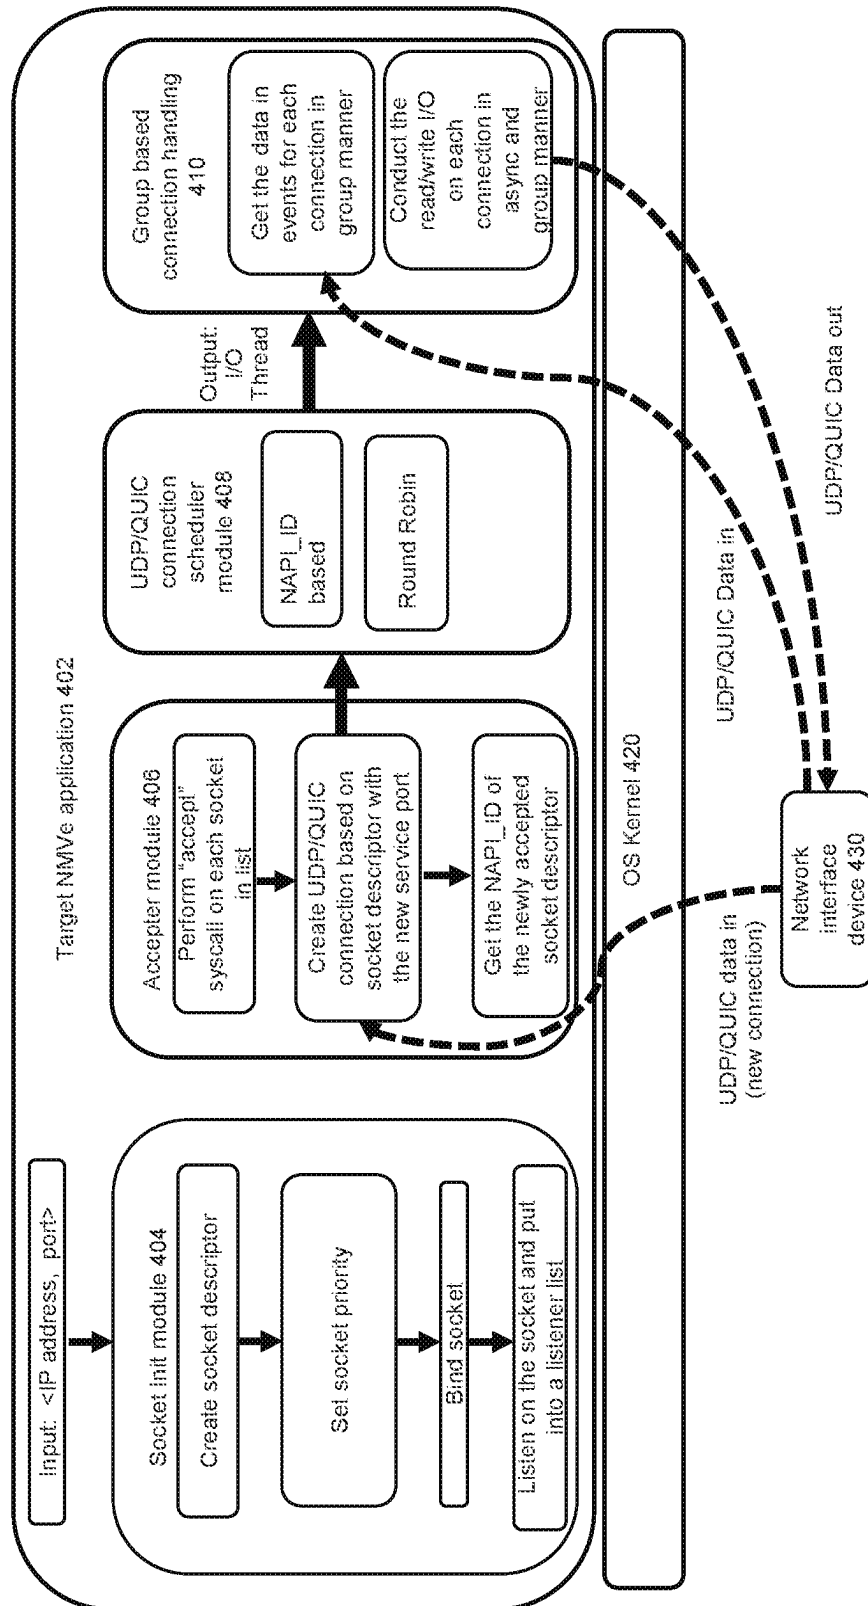 Target NMVe application 402
Input: <IP address, port>
Socket init module 404
Create socket descriptor
Set socket priority
Bind socket
Listen on the socket and put
into a listener list
Accepter module 406
Perform "accept"
syscall on each socket
in list
Create UDP/QUIC
connection based on
socket descriptor with
the new service port
Get the NAPI_ID of
the newly accepted
socket descriptor
UDP/QUIC
connection
scheduler
module 408
NAPI_ID
based
Round Robin
Output:
I/O
Thread
Group based
connection handling
410
Get the data in
events for each
connection in
group manner
Conduct the
read/write I/O
on each
connection in
async and
group manner
OS Kernel 420
UDP/QUIC data in
(new connection)
UDP/QUIC Data in
UDP/QUIC Data out
Network
interface
device 430